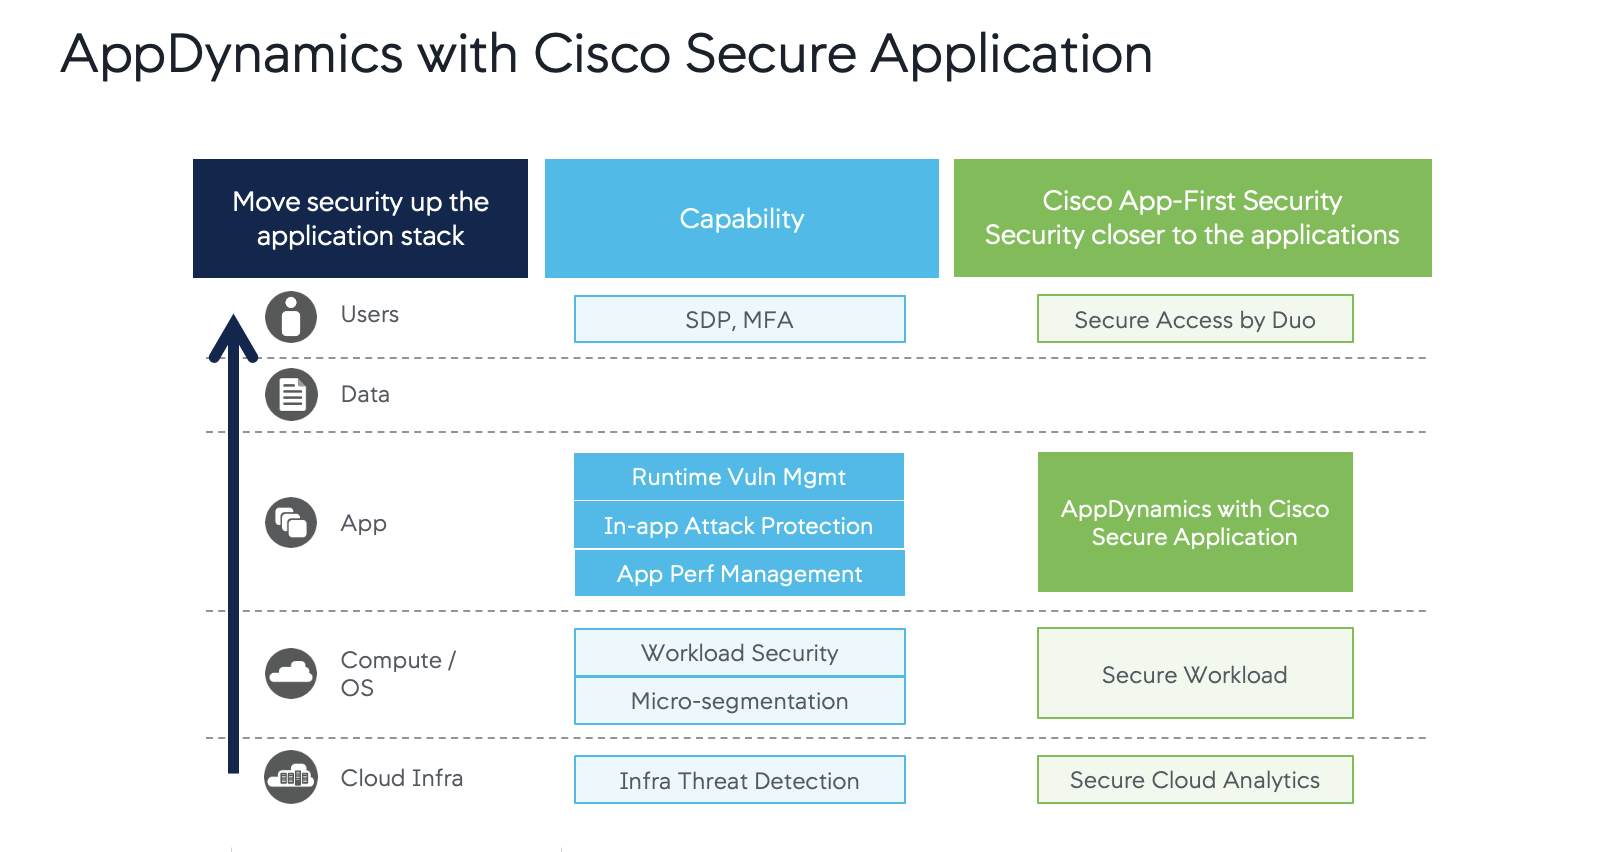 AppDynamics with Cisco Secure Application
Move security up the
application stack
Capability
Cisco App-First Security
Security closer to the applications
Users
SDP, MFA
Secure Access by Duo
Data
App
Runtime Vuln Mgmt
In-app Attack Protection
App Perf Management
AppDynamics with Cisco
Secure Application
Compute /
OS
Workload Security
Micro-segmentation
Secure Workload
Cloud Infra
Infra Threat Detection
Secure Cloud Analytics